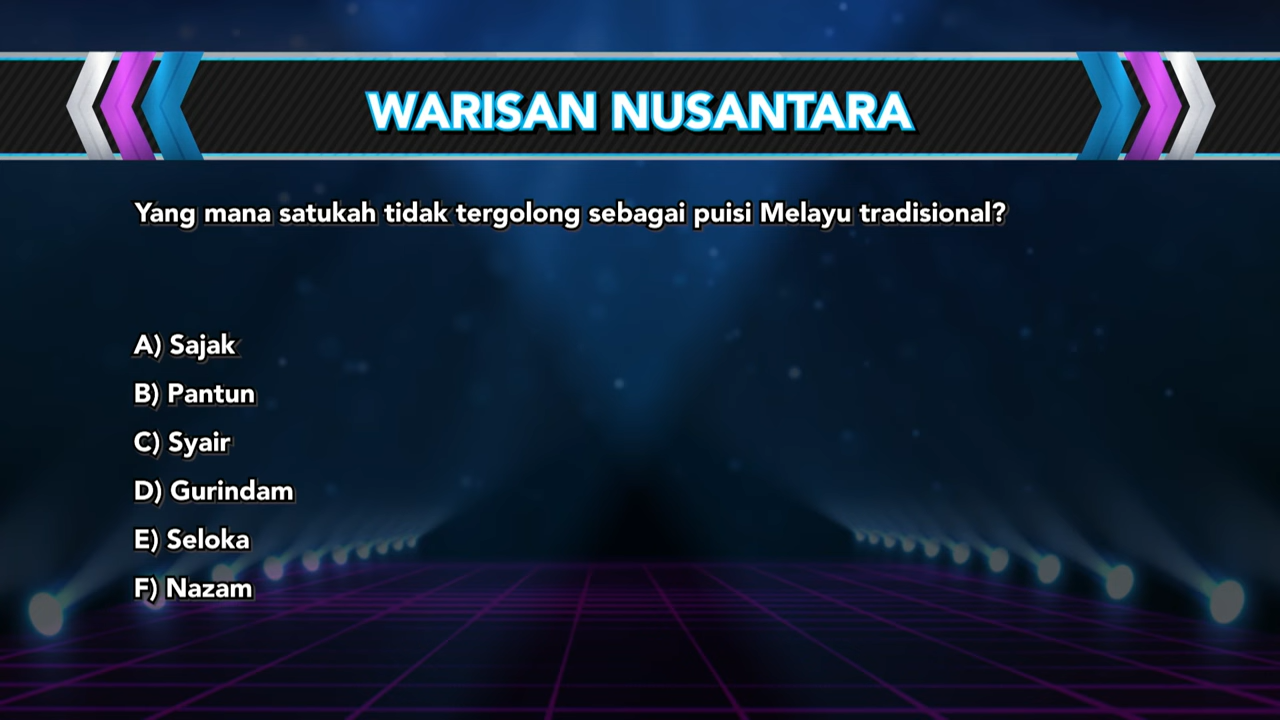 WARISAN NUSANTARA
Yang mana satukah tidak tergolong sebagai puisi Melayu tradisional?
A) Sajak
B) Pantun
C) Syair
D) Gurindam
E) Seloka
F) Nazam